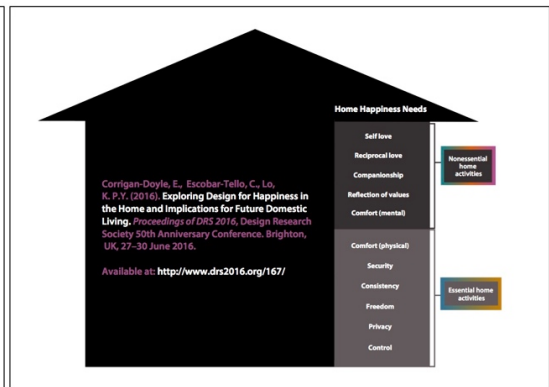 Home Happiness Needs
Self love
Reciprocal love
Companionship
Reflection of values
Comfort (mental)
Nonessential
home
activities
Corrigan-Doyle, E., Escobar-Tello, C., Lo,
K. P.Y. (2016). Exploring Design for Happiness in
the Home and Implications for Future Domestic
Living. Proceedings of DRS 2016, Design Research
Society 50th Anniversary Conference. Brighton,
UK, 27–30 June 2016.
Available at: http://www.drs2016.org/167/
Comfort (physical)
Security
Consistency
Freedom
Privacy
Control
Essential home
activities